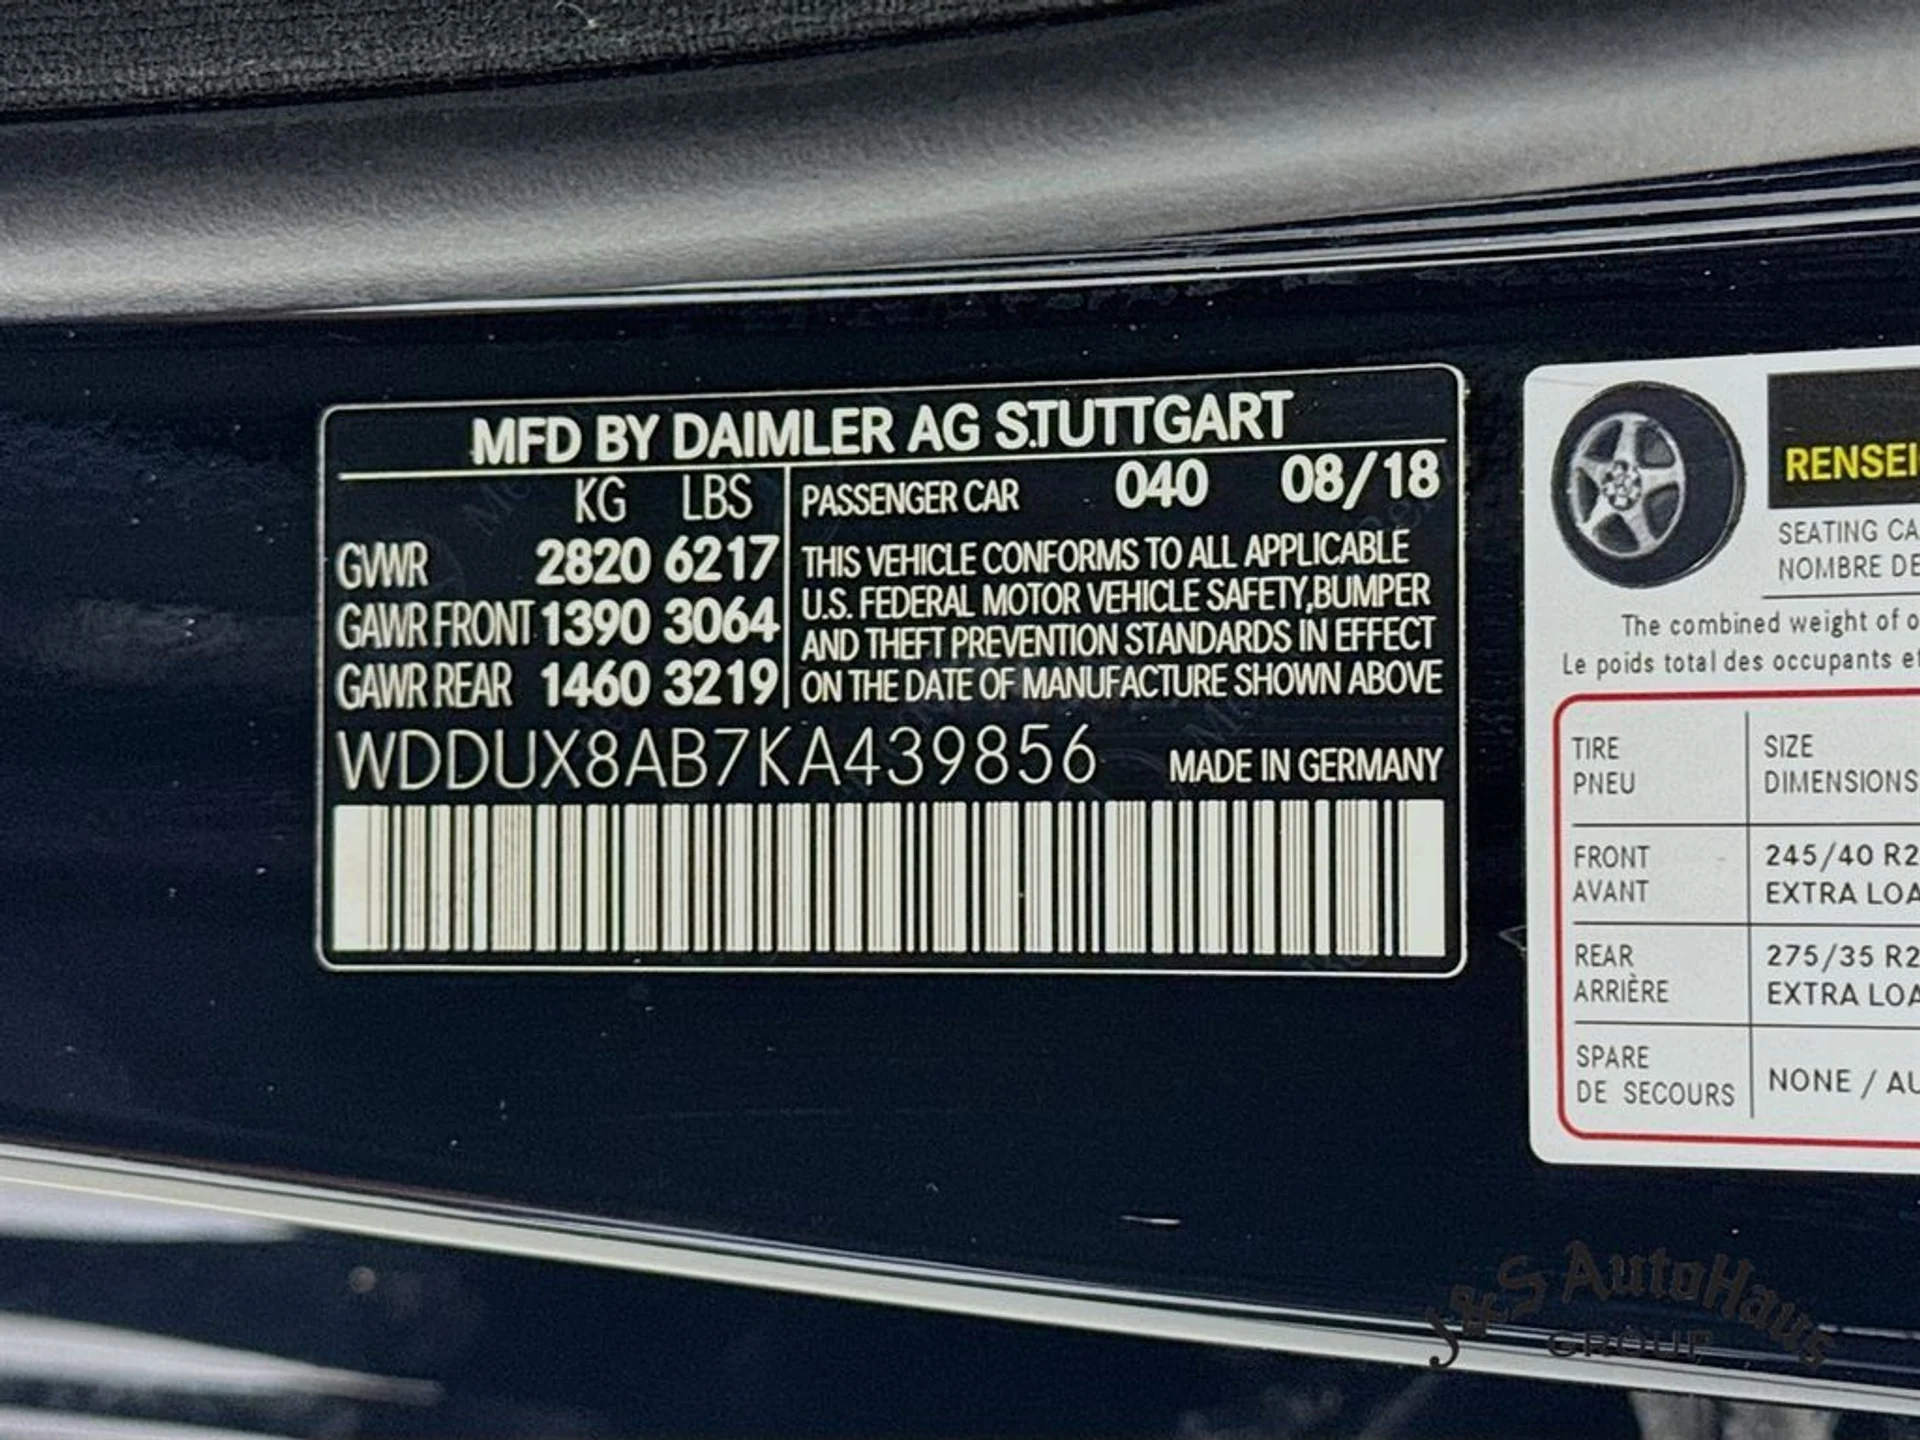 MFD BY DAIMLER AG STUTTGART
KG LBS
GVWR 2820 6217
GAWR FRONT 1390 3064
GAWR REAR 1460 3219
PASSENGER CAR 040 08/18
THIS VEHICLE CONFORMS TO ALL APPLICABLE
U.S. FEDERAL MOTOR VEHICLE SAFETY,BUMPER
AND THEFT PREVENTION STANDARDS IN EFFECT
ON THE DATE OF MANUFACTURE SHOWN ABOVE
WDDUX8AB7KA439856 MADE IN GERMANY
RENSEI
SEATING CA
NOMBRE DE
The combined weight of o
Le poids total des occupants et
TIRE SIZE
PNEU DIMENSIONS
FRONT 245/40 R2
AVANT EXTRA LOA
REAR 275/35 R2
ARRIÈRE EXTRA LOA
SPARE
DE SECOURS
NONE / AU
J&S AutoHaus
GROUP